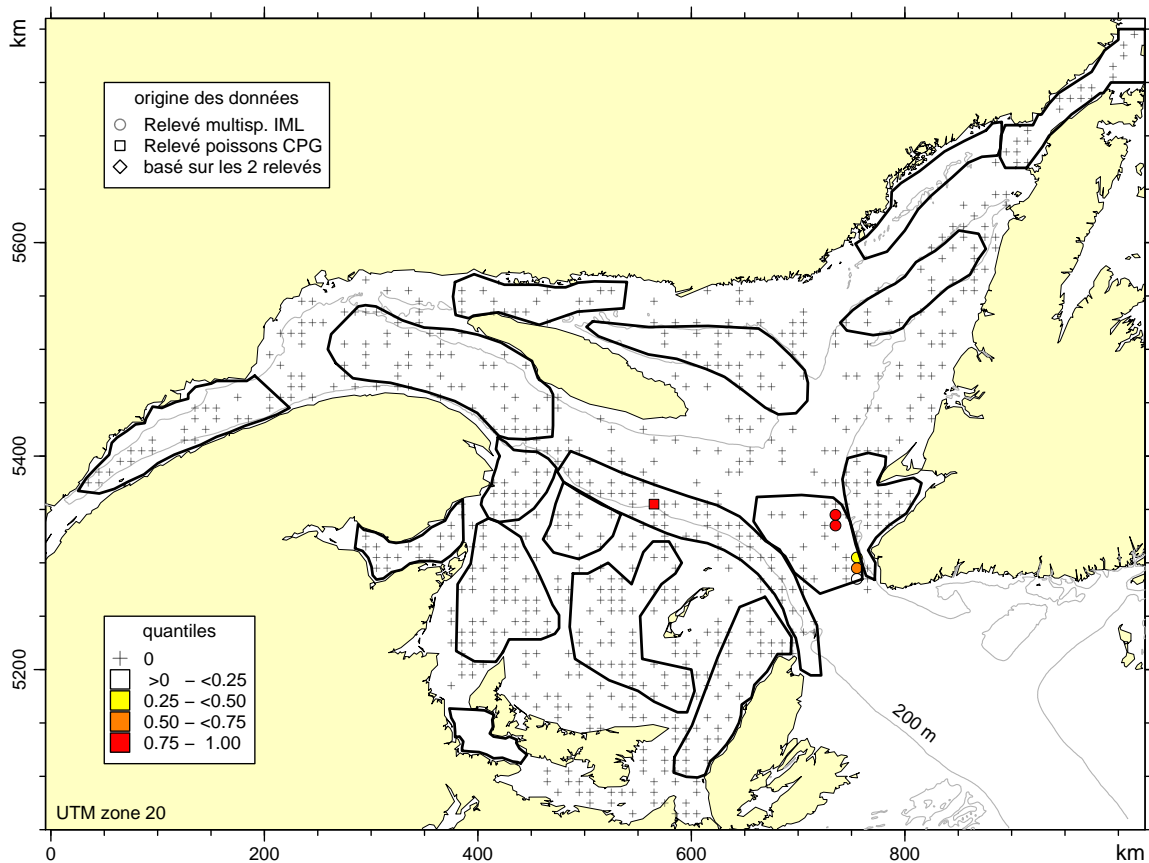 km
origine des données
Relevé multisp. IML
Relevé poissons CPG
basé sur les 2 relevés
5600
5400
5200
quantiles
0
>0 – <0.25
0.25 – <0.50
0.50 – <0.75
0.75 – 1.00
200 m
UTM zone 20
0 200 400 600 800 km